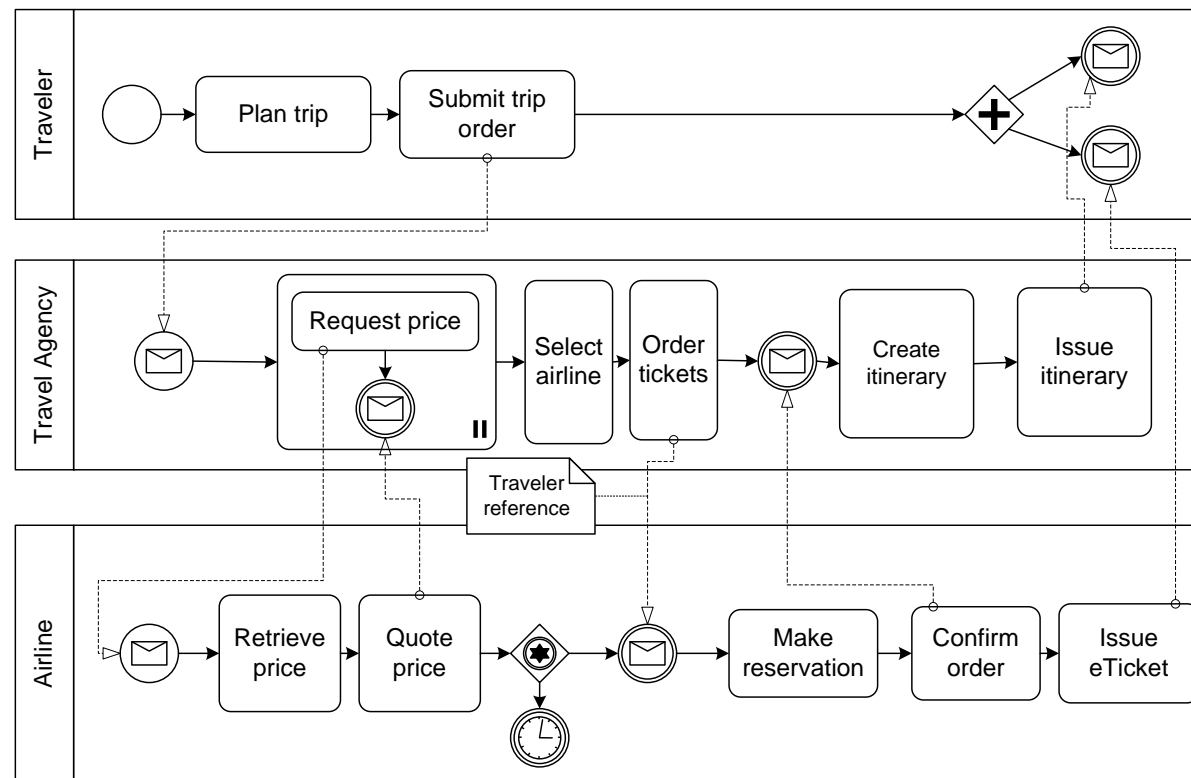 Traveler
Plan trip
Submit trip
order
Travel Agency
Request price
Select
airline
Order
tickets
Create
itinerary
Issue
itinerary
Traveler
reference
Airline
Retrieve
price
Quote
price
Make
reservation
Confirm
order
Issue
eTicket